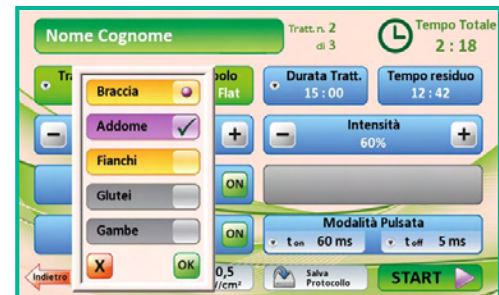 Nome Cognome
Tratt. n. 2
di 3
Tempo Totale
2 : 18
Durata Tratt.
15 : 00
Tempo residuo
12 : 42
Flat
Braccia
Addome
Fianchi
Glutei
Gambe
X
OK
-
+
-
Intensità
60%
+
ON
ON
Modalità Pulsata
t on 60 ms
t off 5 ms
Indietro
0,5
/cm²
Salva
Protocollo
START